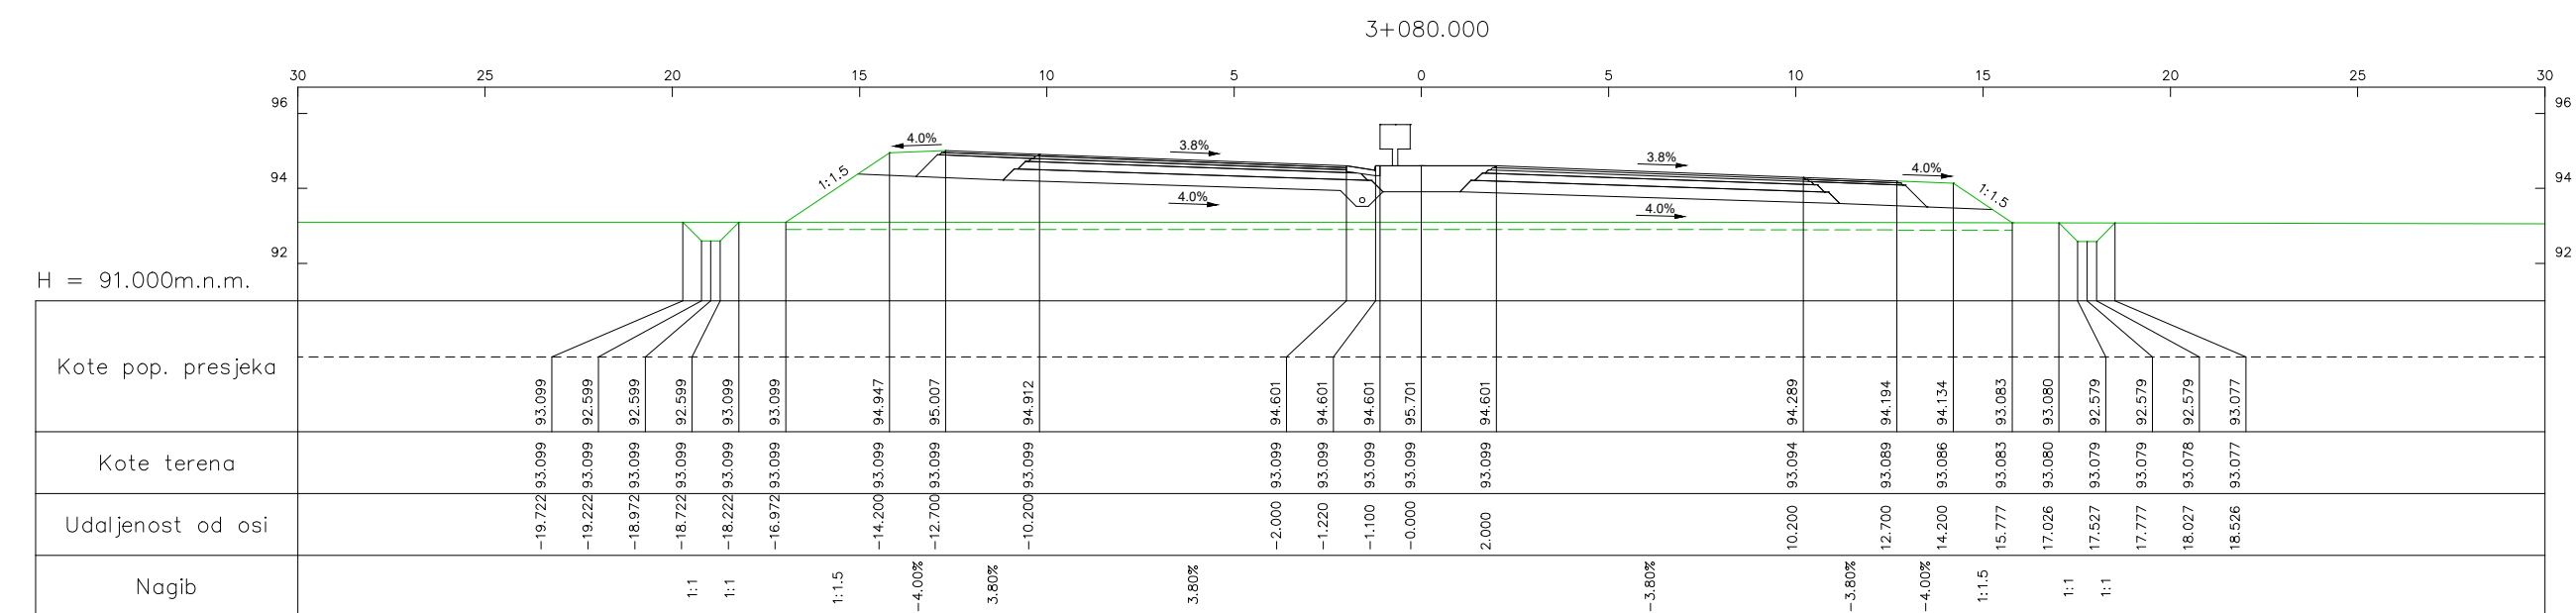 3+080.000
30 25 20 15 10 5 0 5 10 15 20 25 30
96 96
4.0% 3.8% 3.8% 4.0%
1:1.5 1:1.5
94 94
4.0% 4.0%
92 92
H = 91.000m.n.m.
Kote pop. presjeka 93.099 92.599 92.599 92.599 93.099 93.099 94.947 95.007 94.912 94.601 94.601 94.601 95.701 94.601 94.289 94.194 94.134 93.083 93.080 92.579 92.579 92.579 93.077
Kote terena 93.099 93.099 93.099 93.099 93.099 93.099 93.099 93.099 93.099 93.099 93.099 93.099 93.099 93.099 93.094 93.089 93.086 93.083 93.080 93.079 93.079 93.078 93.077
Udaljenost od osi -19.722 -19.222 -18.972 -18.722 -18.222 -16.972 -14.200 -12.700 -10.200 -2.000 -1.220 -1.100 -0.000 2.000 10.200 12.700 14.200 15.777 17.026 17.527 17.777 18.027 18.526
Nagib 1:1 1:1 1:1.5 -4.00% 3.80% 3.80% -3.80% -3.80% -4.00% 1:1.5 1:1 1:1